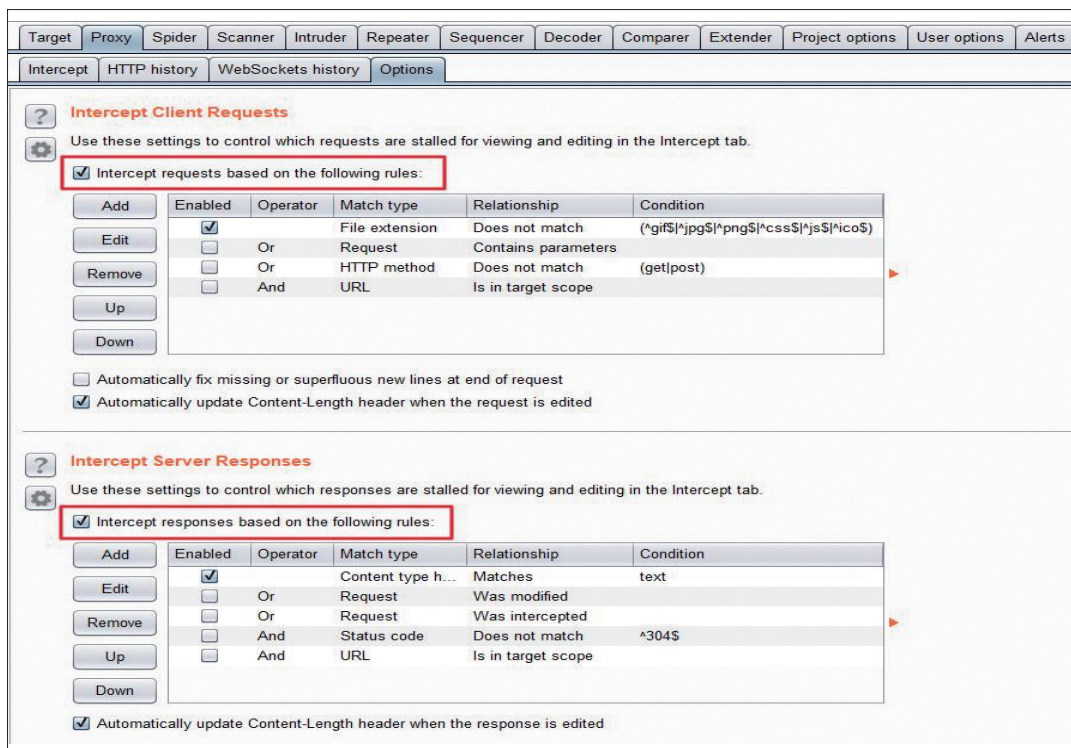 Target Proxy Spider Scanner Intruder Repeater Sequencer Decoder Comparer Extender Project options User options Alerts
Intercept HTTP history WebSockets history Options
? Intercept Client Requests
Use these settings to control which requests are stalled for viewing and editing in the Intercept tab.
Intercept requests based on the following rules:
Add Enabled Operator Match type Relationship Condition
File extension Does not match (^gif$|^jpg$|^png$|^css$|^js$|^ico$)
Edit Or Request Contains parameters
Remove Or HTTP method Does not match (get|post)
And URL Is in target scope
Up
Down
Automatically fix missing or superfluous new lines at end of request
Automatically update Content-Length header when the request is edited
? Intercept Server Responses
Use these settings to control which responses are stalled for viewing and editing in the Intercept tab.
Intercept responses based on the following rules:
Add Enabled Operator Match type Relationship Condition
Content type h... Matches text
Edit Or Request Was modified
Remove Or Request Was intercepted
And Status code Does not match ^304$
Up And URL Is in target scope
Down
Automatically update Content-Length header when the response is edited